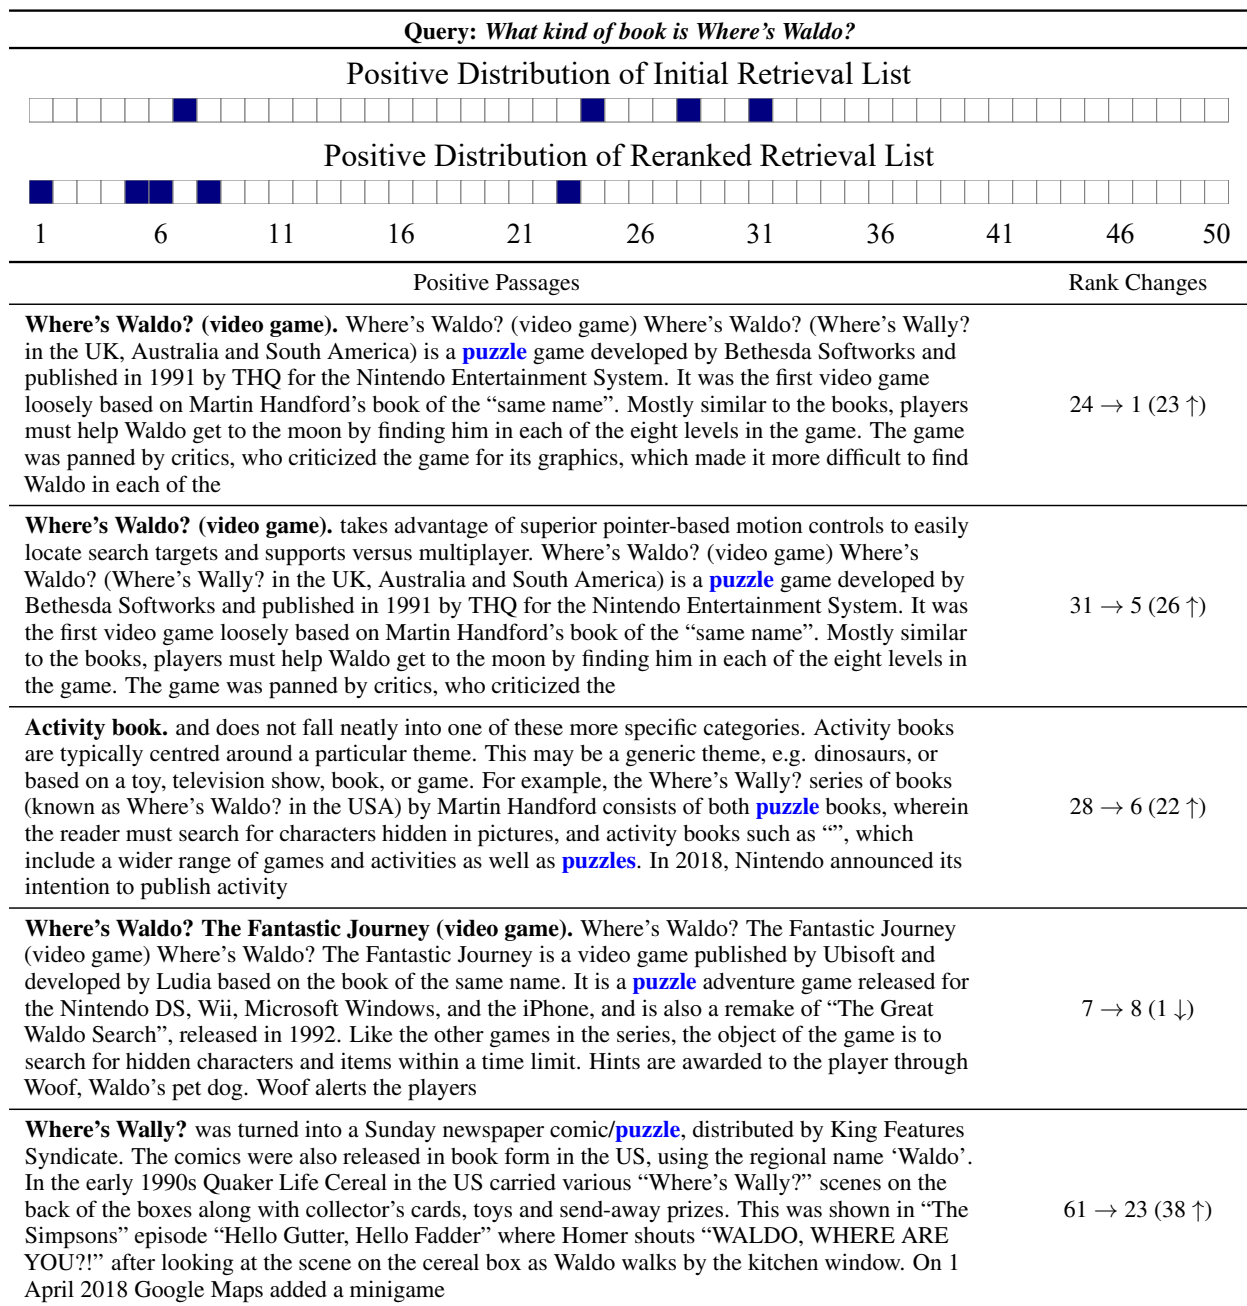 Query: What kind of book is Where's Waldo?
Positive Distribution of Initial Retrieval List
Positive Distribution of Reranked Retrieval List
1 6 11 16 21 26 31 36 41 46 50
Positive Passages Rank Changes
Where's Waldo? (video game). Where's Waldo? (video game) Where's Waldo? (Where's Wally?
in the UK, Australia and South America) is a puzzle game developed by Bethesda Softworks and
published in 1991 by THQ for the Nintendo Entertainment System. It was the first video game
loosely based on Martin Handford's book of the “same name”. Mostly similar to the books, players
must help Waldo get to the moon by finding him in each of the eight levels in the game. The game
was panned by critics, who criticized the game for its graphics, which made it more difficult to find
Waldo in each of the
24 → 1 (23 ↑)
Where's Waldo? (video game). takes advantage of superior pointer-based motion controls to easily
locate search targets and supports versus multiplayer. Where's Waldo? (video game) Where's
Waldo? (Where's Wally? in the UK, Australia and South America) is a puzzle game developed by
Bethesda Softworks and published in 1991 by THQ for the Nintendo Entertainment System. It was
the first video game loosely based on Martin Handford's book of the “same name”. Mostly similar
to the books, players must help Waldo get to the moon by finding him in each of the eight levels in
the game. The game was panned by critics, who criticized the
31 → 5 (26 ↑)
Activity book. and does not fall neatly into one of these more specific categories. Activity books
are typically centred around a particular theme. This may be a generic theme, e.g. dinosaurs, or
based on a toy, television show, book, or game. For example, the Where's Wally? series of books
(known as Where's Waldo? in the USA) by Martin Handford consists of both puzzle books, wherein
the reader must search for characters hidden in pictures, and activity books such as “”, which
include a wider range of games and activities as well as puzzles. In 2018, Nintendo announced its
intention to publish activity
28 → 6 (22 ↑)
Where's Waldo? The Fantastic Journey (video game). Where's Waldo? The Fantastic Journey
(video game) Where's Waldo? The Fantastic Journey is a video game published by Ubisoft and
developed by Ludia based on the book of the same name. It is a puzzle adventure game released for
the Nintendo DS, Wii, Microsoft Windows, and the iPhone, and is also a remake of “The Great
Waldo Search”, released in 1992. Like the other games in the series, the object of the game is to
search for hidden characters and items within a time limit. Hints are awarded to the player through
Woof, Waldo's pet dog. Woof alerts the players
7 → 8 (1 ↓)
Where's Wally? was turned into a Sunday newspaper comic/puzzle, distributed by King Features
Syndicate. The comics were also released in book form in the US, using the regional name ‘Waldo’.
In the early 1990s Quaker Life Cereal in the US carried various “Where's Wally?” scenes on the
back of the boxes along with collector's cards, toys and send-away prizes. This was shown in “The
Simpsons” episode “Hello Gutter, Hello Fadder” where Homer shouts “WALDO, WHERE ARE
YOU?!” after looking at the scene on the cereal box as Waldo walks by the kitchen window. On 1
April 2018 Google Maps added a minigame
61 → 23 (38 ↑)